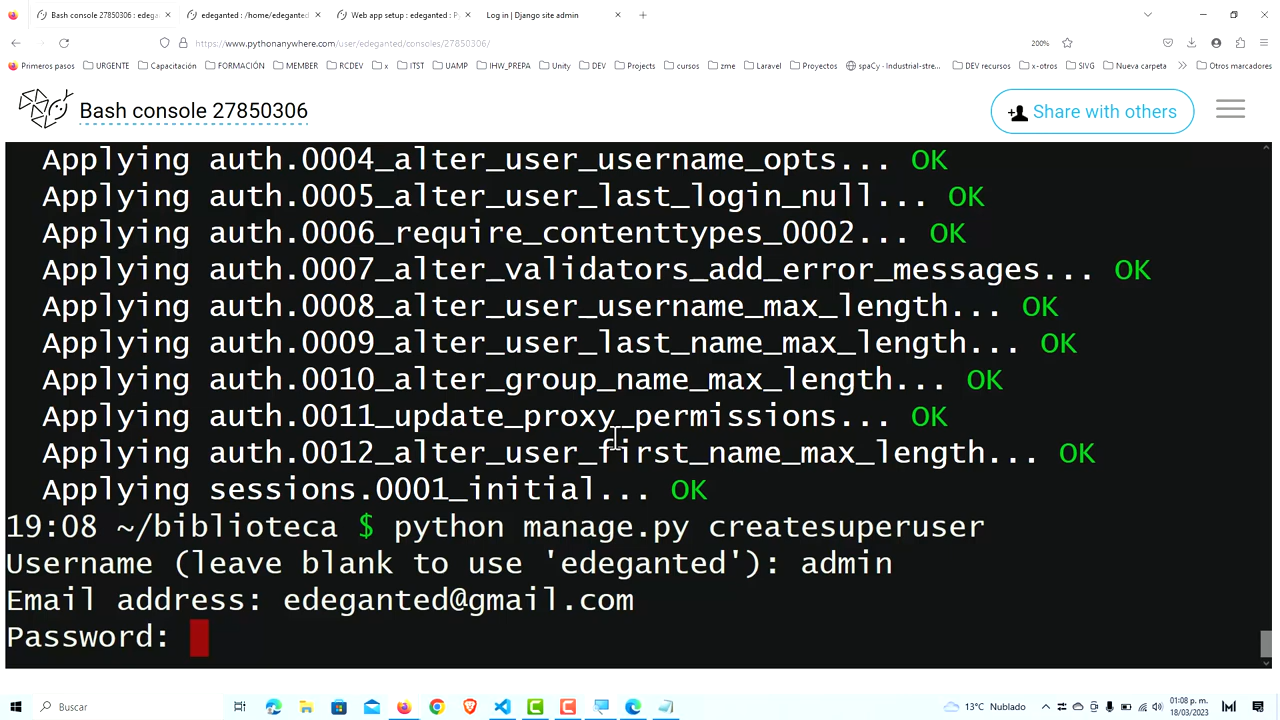 Bash console 27850306 : edega
edeganted : /home/edeganted
Web app setup : edeganted : P
Log in | Django site admin
https://www.pythonanywhere.com/user/edeganted/consoles/27850306/
200%
Primeros pasos URGENTE Capacitación FORMACIÓN MEMBER RCDEV x ITST UAMP IHW_PREPA Unity DEV Projects cursos zme Laravel Proyectos spaCy - Industrial-stre... DEV recursos x-otros SIVG Nueva carpeta Otros marcadores
Bash console 27850306
Share with others
Applying auth.0004_alter_user_username_opts... OK
Applying auth.0005_alter_user_last_login_null... OK
Applying auth.0006_require_contenttypes_0002... OK
Applying auth.0007_alter_validators_add_error_messages... OK
Applying auth.0008_alter_user_username_max_length... OK
Applying auth.0009_alter_user_last_name_max_length... OK
Applying auth.0010_alter_group_name_max_length... OK
Applying auth.0011_update_proxy_permissions... OK
Applying auth.0012_alter_user_first_name_max_length... OK
Applying sessions.0001_initial... OK
19:08 ~/biblioteca $ python manage.py createsuperuser
Username (leave blank to use 'edeganted'): admin
Email address: edeganted@gmail.com
Password:
Buscar
13°C Nublado
01:08 p. m.
18/03/2023